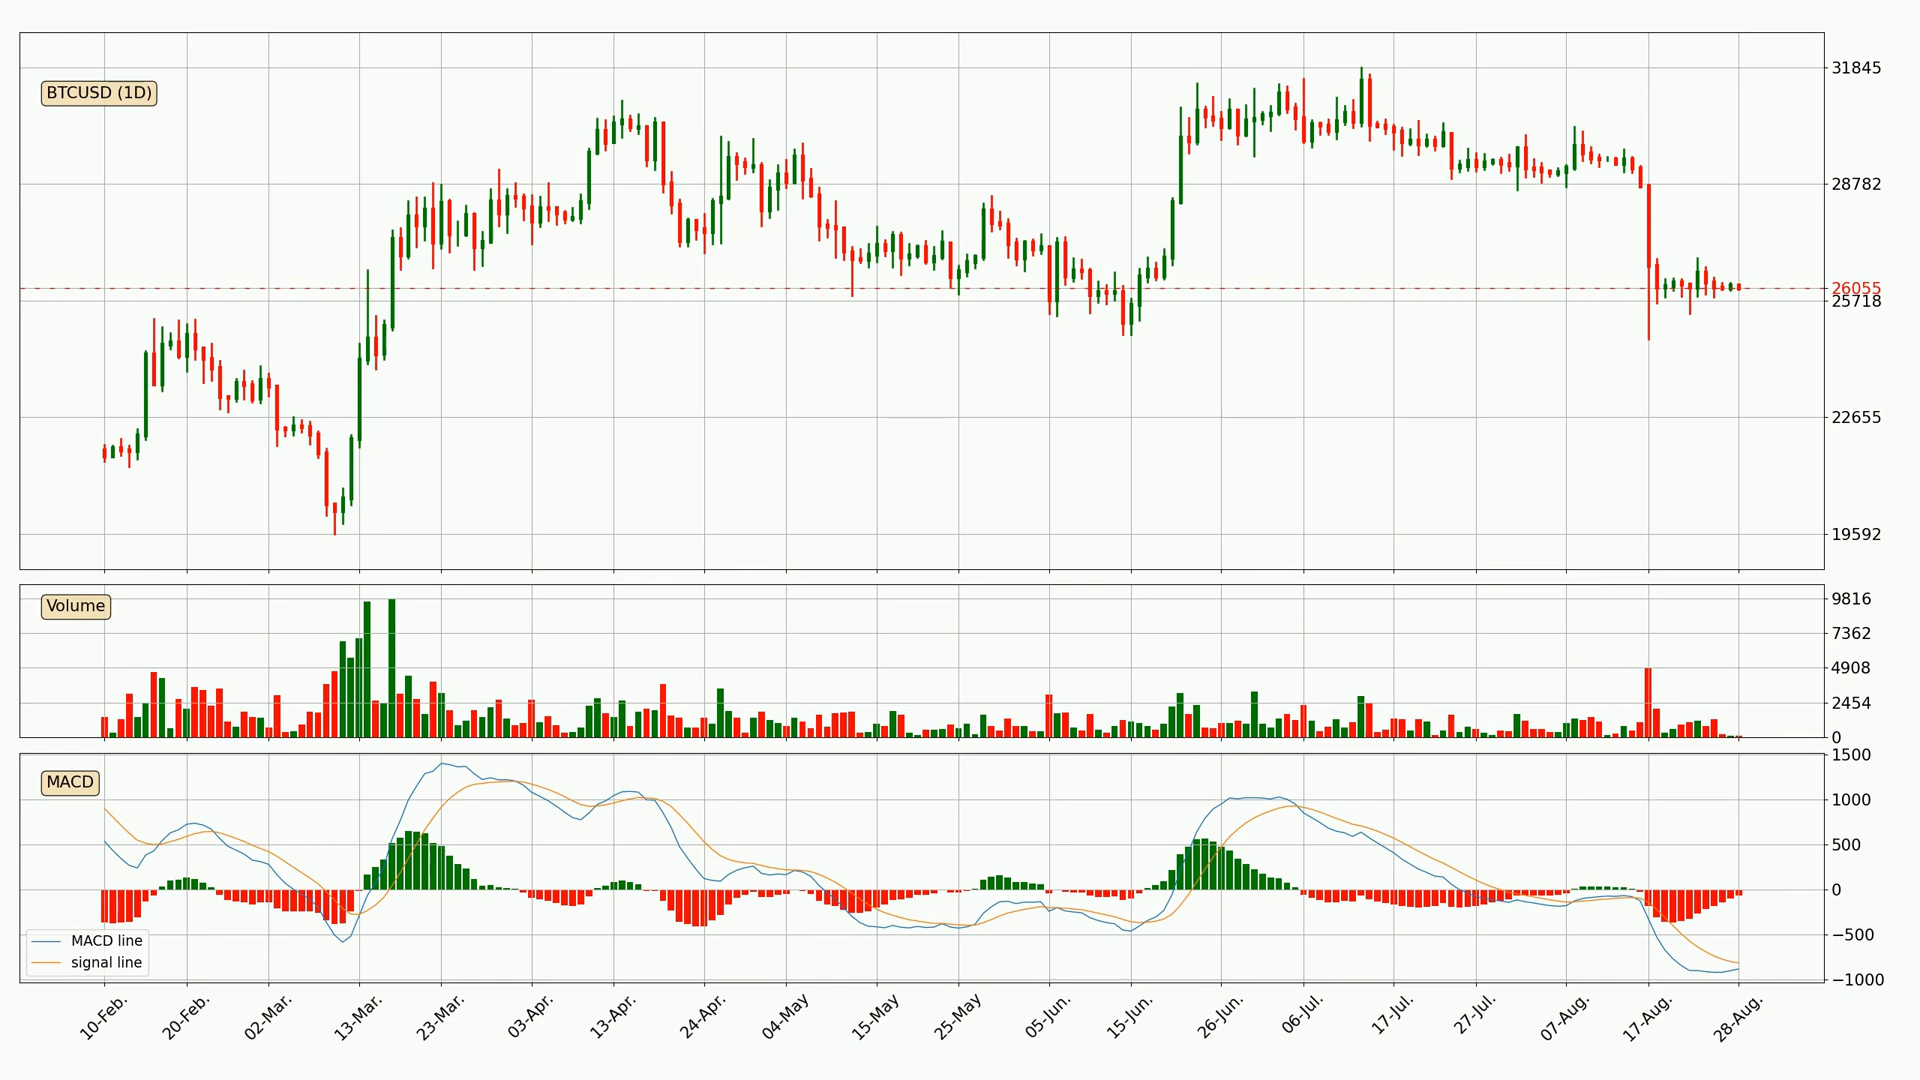 BTCUSD (1D)
31845
28782
26055
25718
22655
19592
Volume
9816
7362
4908
2454
0
MACD
1500
1000
500
0
−500
−1000
MACD line
signal line
10-Feb.
20-Feb.
02-Mar.
13-Mar.
23-Mar.
03-Apr.
13-Apr.
24-Apr.
04-May
15-May
25-May
05-Jun.
15-Jun.
26-Jun.
06-Jul.
17-Jul.
27-Jul.
07-Aug.
17-Aug.
28-Aug.